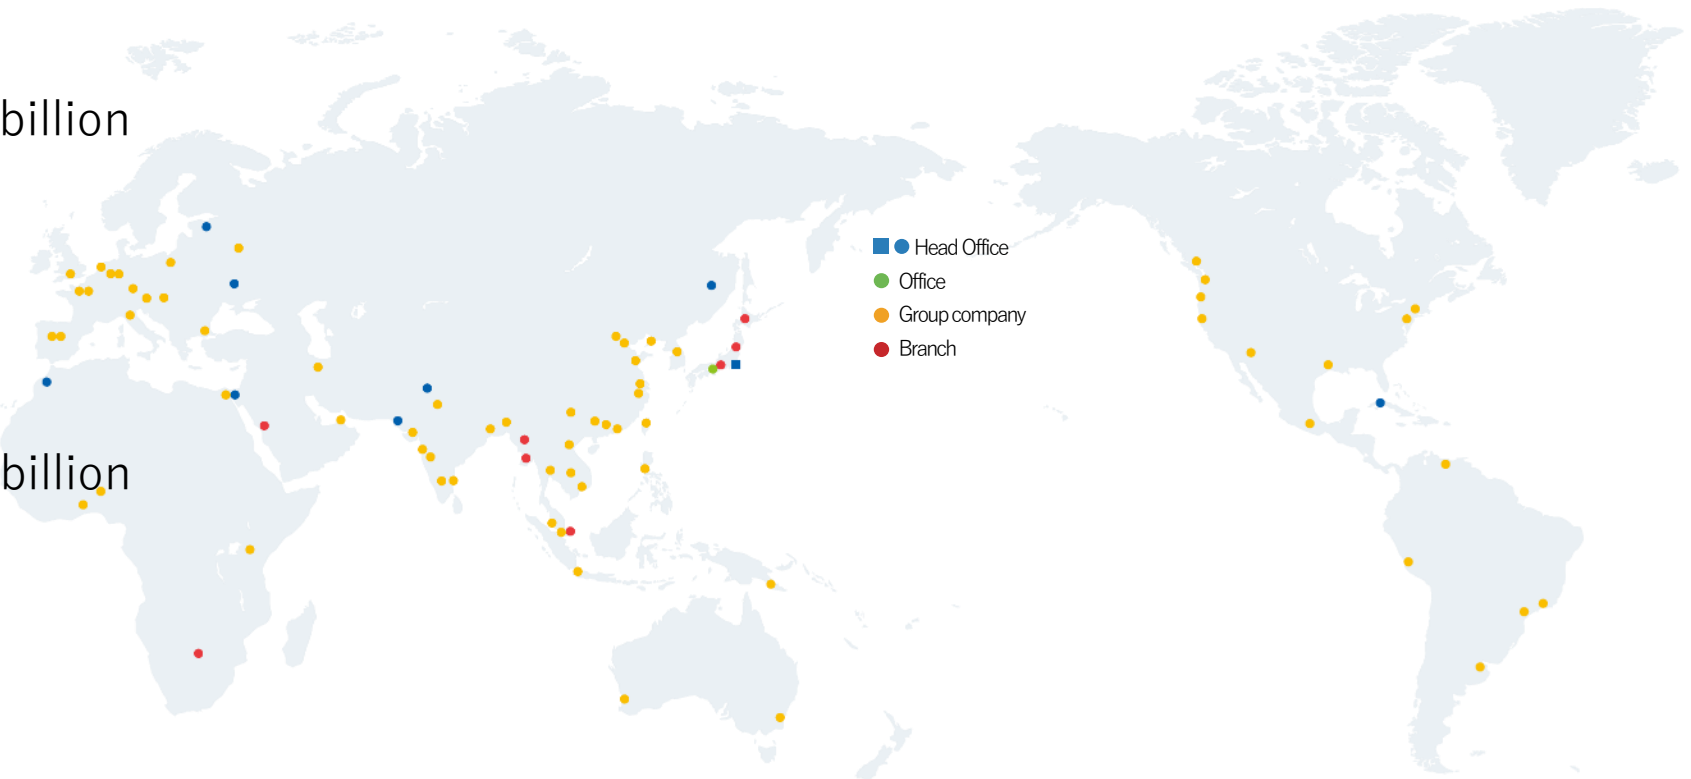 billion
Head Office
Office
Group company
Branch
billion